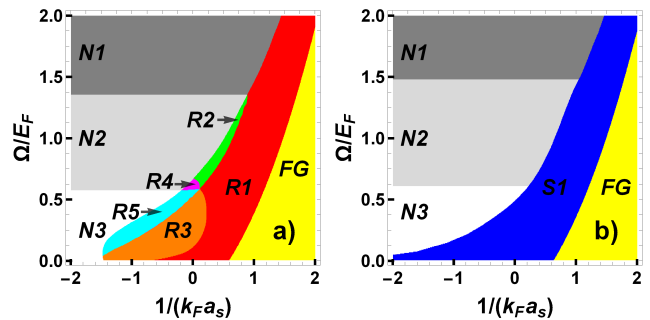 2.0
1.5
1.0
0.5
0.0
Ω/E_F
N1
N2
N3
R2
R4
R5
R3
R1
FG
a)
−2 −1 0 1 2
1/(k_F a_s)
2.0
1.5
1.0
0.5
0.0
Ω/E_F
N1
N2
N3
S1
FG
b)
−2 −1 0 1 2
1/(k_F a_s)